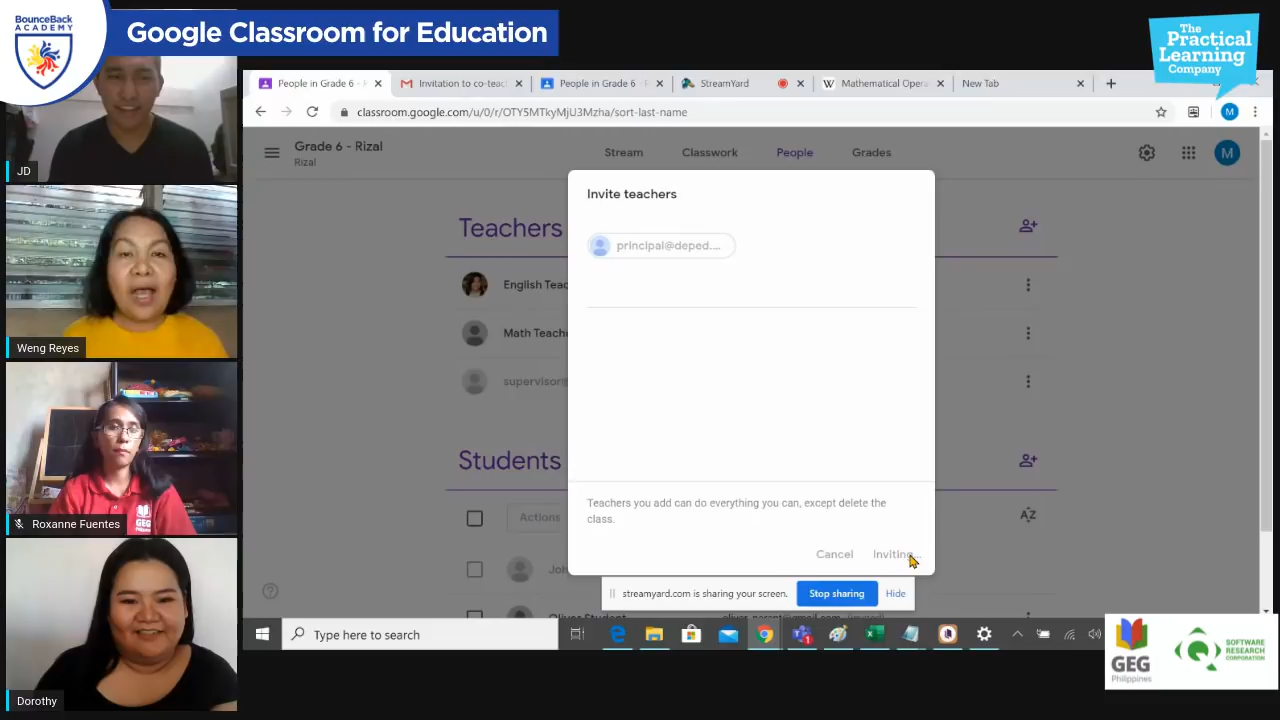 BounceBack
ACADEMY
Google Classroom for Education
The
Practical
Learning
Company
People in Grade 6 - R
Invitation to co-teac
People in Grade 6 -
StreamYard
Mathematical Opera
New Tab
classroom.google.com/u/0/r/OTY5MTkyMjU3Mzha/sort-last-name
M
Grade 6 - Rizal
Rizal
Stream
Classwork
People
Grades
M
Invite teachers
principal@deped....
Teachers
English Teac
Math Teache
supervisor@
Students
Actions
Teachers you add can do everything you can, except delete the
class.
Cancel
Inviting...
Joh
streamyard.com is sharing your screen.
Stop sharing
Hide
Type here to search
JD
Weng Reyes
Roxanne Fuentes
Dorothy
GEG
Philippines
GEG
Philippines
SOFTWARE
RESEARCH
CORPORATION